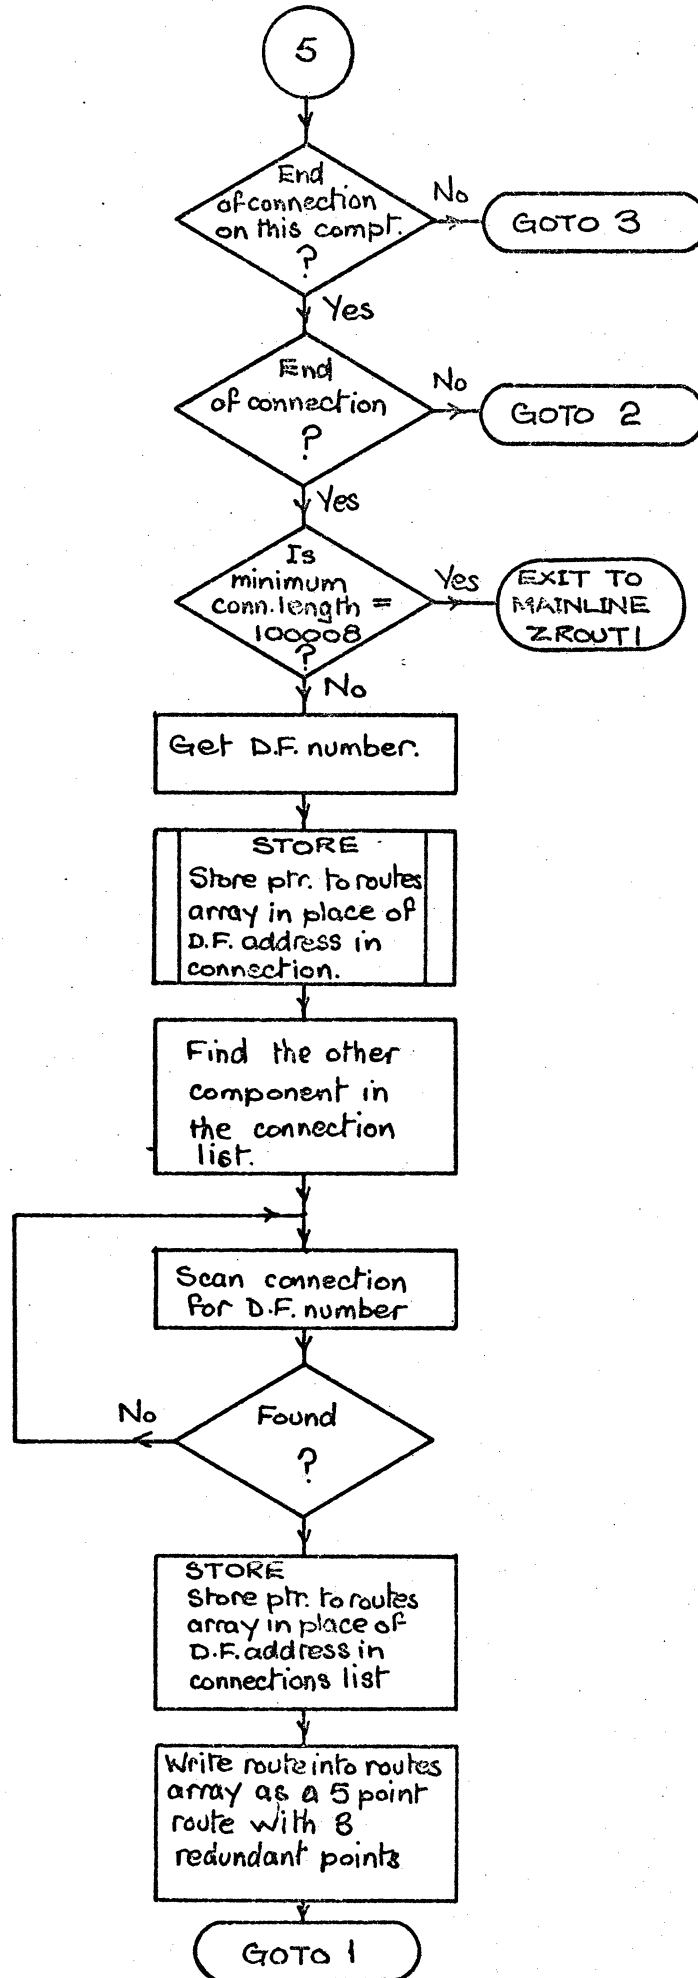 5
End
of connection
on this compt.
?
No
GOTO 3
Yes
End
of connection
?
No
GOTO 2
Yes
Is
minimum
conn. length =
100008
?
Yes
EXIT TO
MAINLINE
ZROUT1
No
Get D.F. number.
STORE
Store ptr. to routes
array in place of
D.F. address in
connection.
Find the other
component in
the connection
list.
Scan connection
for D.F. number
Found
?
No
STORE
Store ptr. to routes
array in place of
D.F. address in
connections list
Write route into routes
array as a 5 point
route with 8
redundant points
GOTO 1